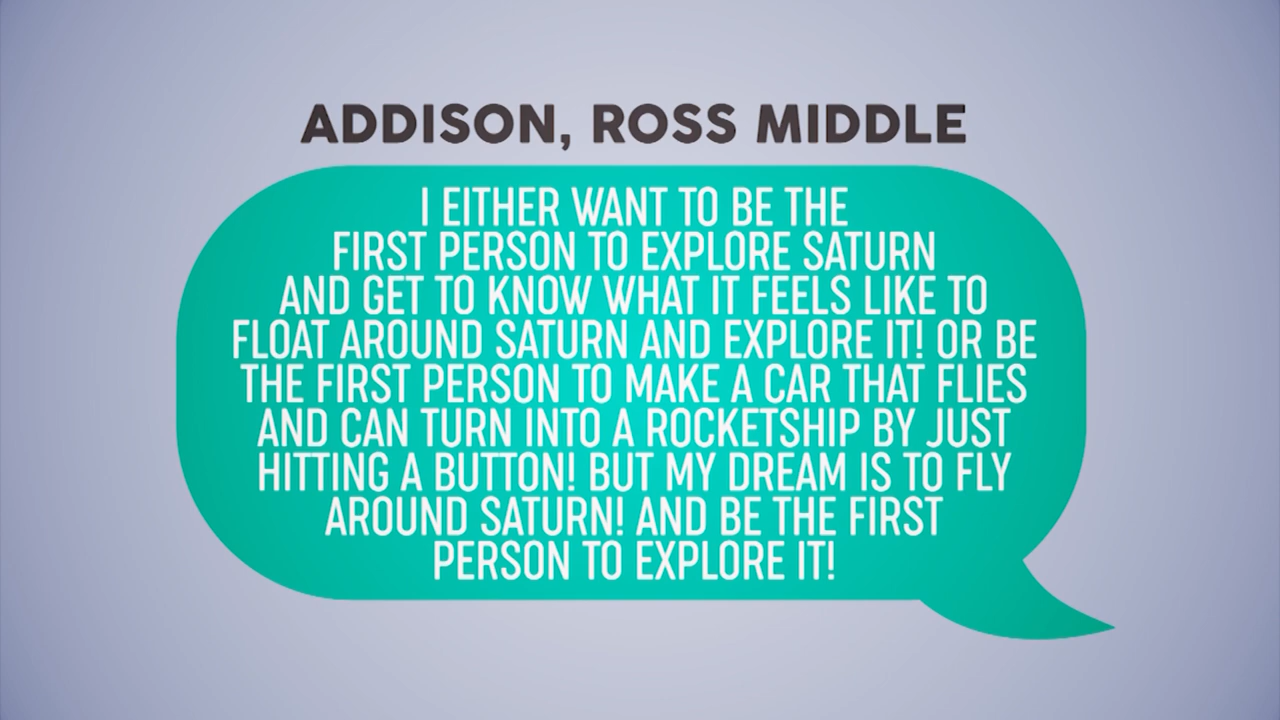 ADDISON, ROSS MIDDLE
I EITHER WANT TO BE THE
FIRST PERSON TO EXPLORE SATURN
AND GET TO KNOW WHAT IT FEELS LIKE TO
FLOAT AROUND SATURN AND EXPLORE IT! OR BE
THE FIRST PERSON TO MAKE A CAR THAT FLIES
AND CAN TURN INTO A ROCKETSHIP BY JUST
HITTING A BUTTON! BUT MY DREAM IS TO FLY
AROUND SATURN! AND BE THE FIRST
PERSON TO EXPLORE IT!